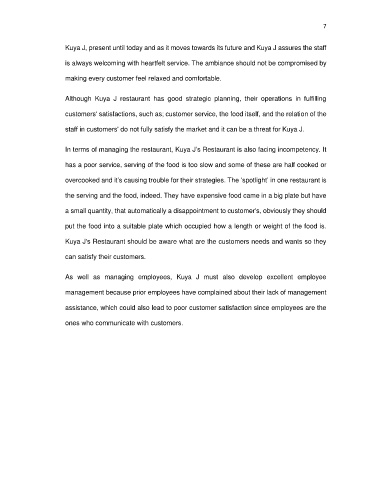 7
Kuya J, present until today and as it moves towards its future and Kuya J assures the staff
is always welcoming with heartfelt service. The ambiance should not be compromised by
making every customer feel relaxed and comfortable.
Although Kuya J restaurant has good strategic planning, their operations in fulfilling
customers' satisfactions, such as, customer service, the food itself, and the relation of the
staff in customers' do not fully satisfy the market and it can be a threat for Kuya J.
In terms of managing the restaurant, Kuya J's Restaurant is also facing incompetency. It
has a poor service, serving of the food is too slow and some of these are half cooked or
overcooked and it's causing trouble for their strategies. The 'spotlight' in one restaurant is
the serving and the food, indeed. They have expensive food came in a big plate but have
a small quantity, that automatically a disappointment to customer's, obviously they should
put the food into a suitable plate which occupied how a length or weight of the food is.
Kuya J's Restaurant should be aware what are the customers needs and wants so they
can satisfy their customers.
As well as managing employees, Kuya J must also develop excellent employee
management because prior employees have complained about their lack of management
assistance, which could also lead to poor customer satisfaction since employees are the
ones who communicate with customers.